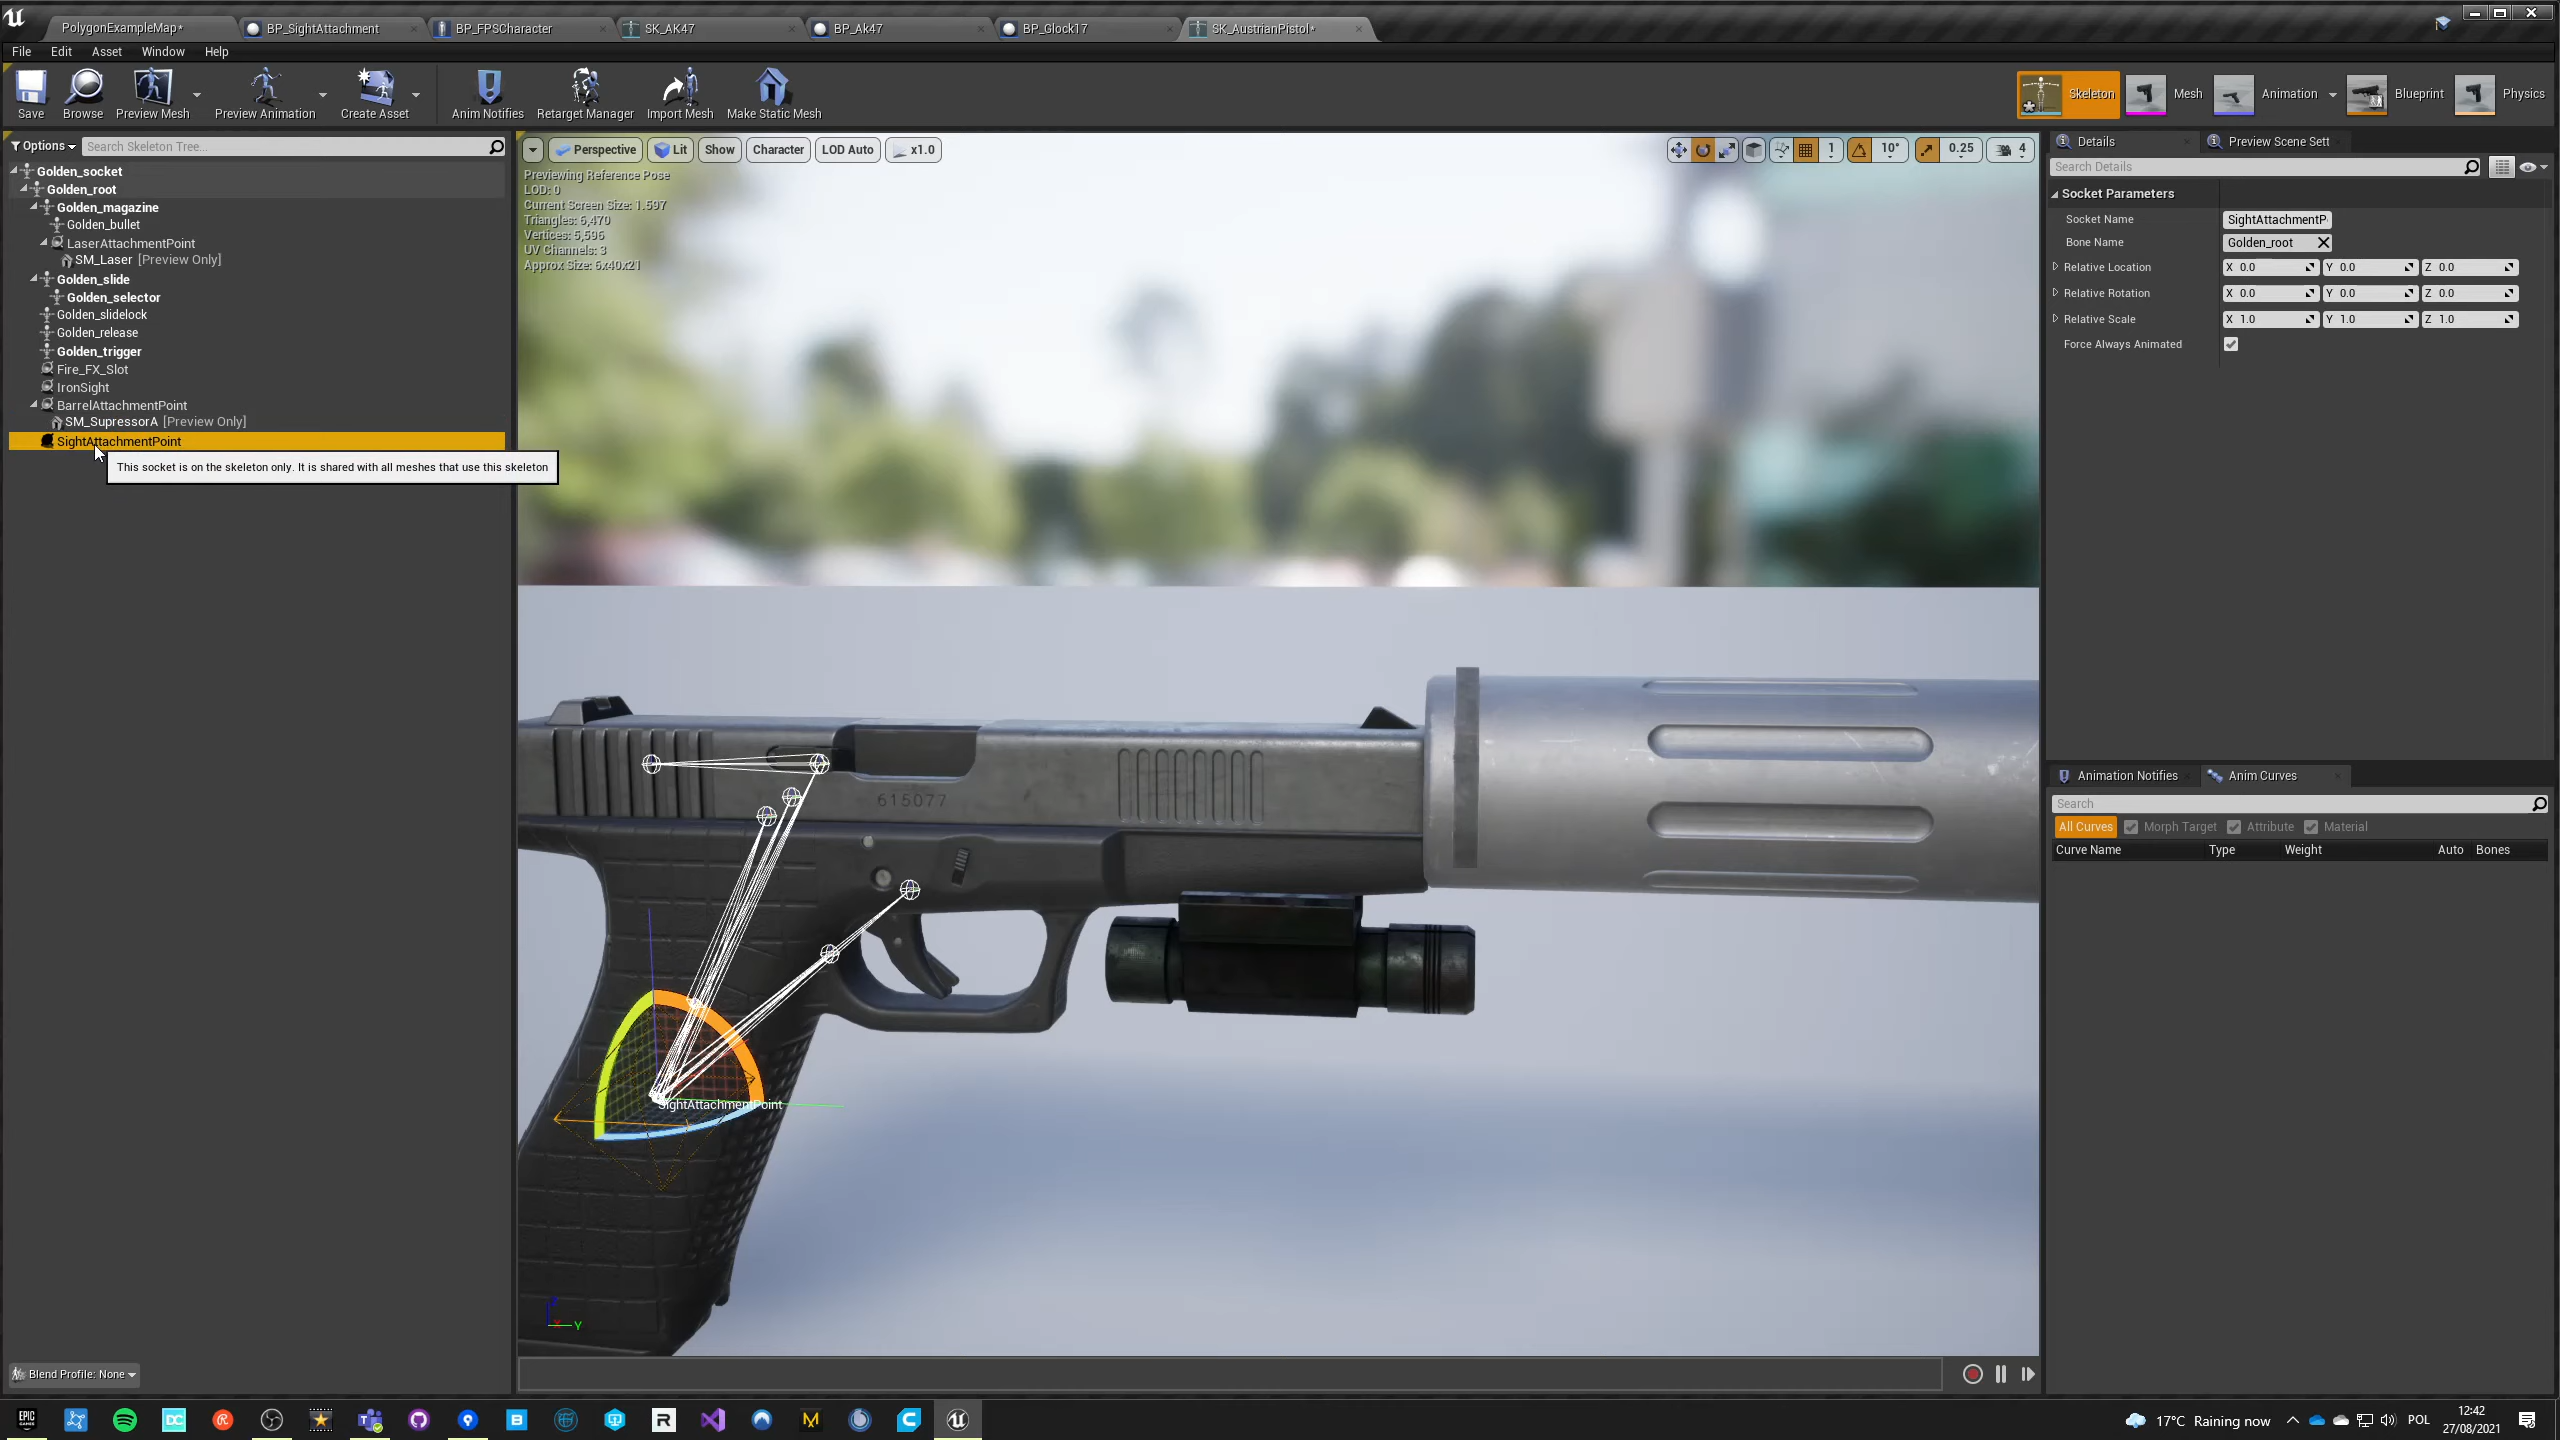 PolygonExampleMap*
BP_SightAttachment
BP_FPSCharacter
SK_AK47
BP_Ak47
BP_Glock17
SK_AustrianPistol*
File Edit Asset Window Help
Save
Browse
Preview Mesh
Preview Animation
Create Asset
Anim Notifies
Retarget Manager
Import Mesh
Make Static Mesh
Skeleton
Mesh
Animation
Blueprint
Physics
Options
Search Skeleton Tree...
Golden_socket
Golden_root
Golden_magazine
Golden_bullet
LaserAttachmentPoint
SM_Laser [Preview Only]
Golden_slide
Golden_selector
Golden_slidelock
Golden_release
Golden_trigger
Fire_FX_Slot
IronSight
BarrelAttachmentPoint
SM_SupressorA [Preview Only]
SightAttachmentPoint
This socket is on the skeleton only. It is shared with all meshes that use this skeleton
Blend Profile: None
Perspective
Lit
Show
Character
LOD Auto
x1.0
1
10°
0.25
4
Previewing Reference Pose
LOD: 0
Current Screen Size: 1.597
Triangles: 6,470
Vertices: 5,596
UV Channels: 3
Approx Size: 6x40x21
615077
SightAttachmentPoint
Y
Details
Preview Scene Sett
Search Details
Socket Parameters
Socket Name SightAttachmentP
Bone Name Golden_root
Relative Location X 0.0 Y 0.0 Z 0.0
Relative Rotation X 0.0 Y 0.0 Z 0.0
Relative Scale X 1.0 Y 1.0 Z 1.0
Force Always Animated
Animation Notifies
Anim Curves
Search
All Curves Morph Target Attribute Material
Curve Name Type Weight Auto Bones
EPIC GAMES
DC
17°C Raining now
POL
12:42
27/08/2021